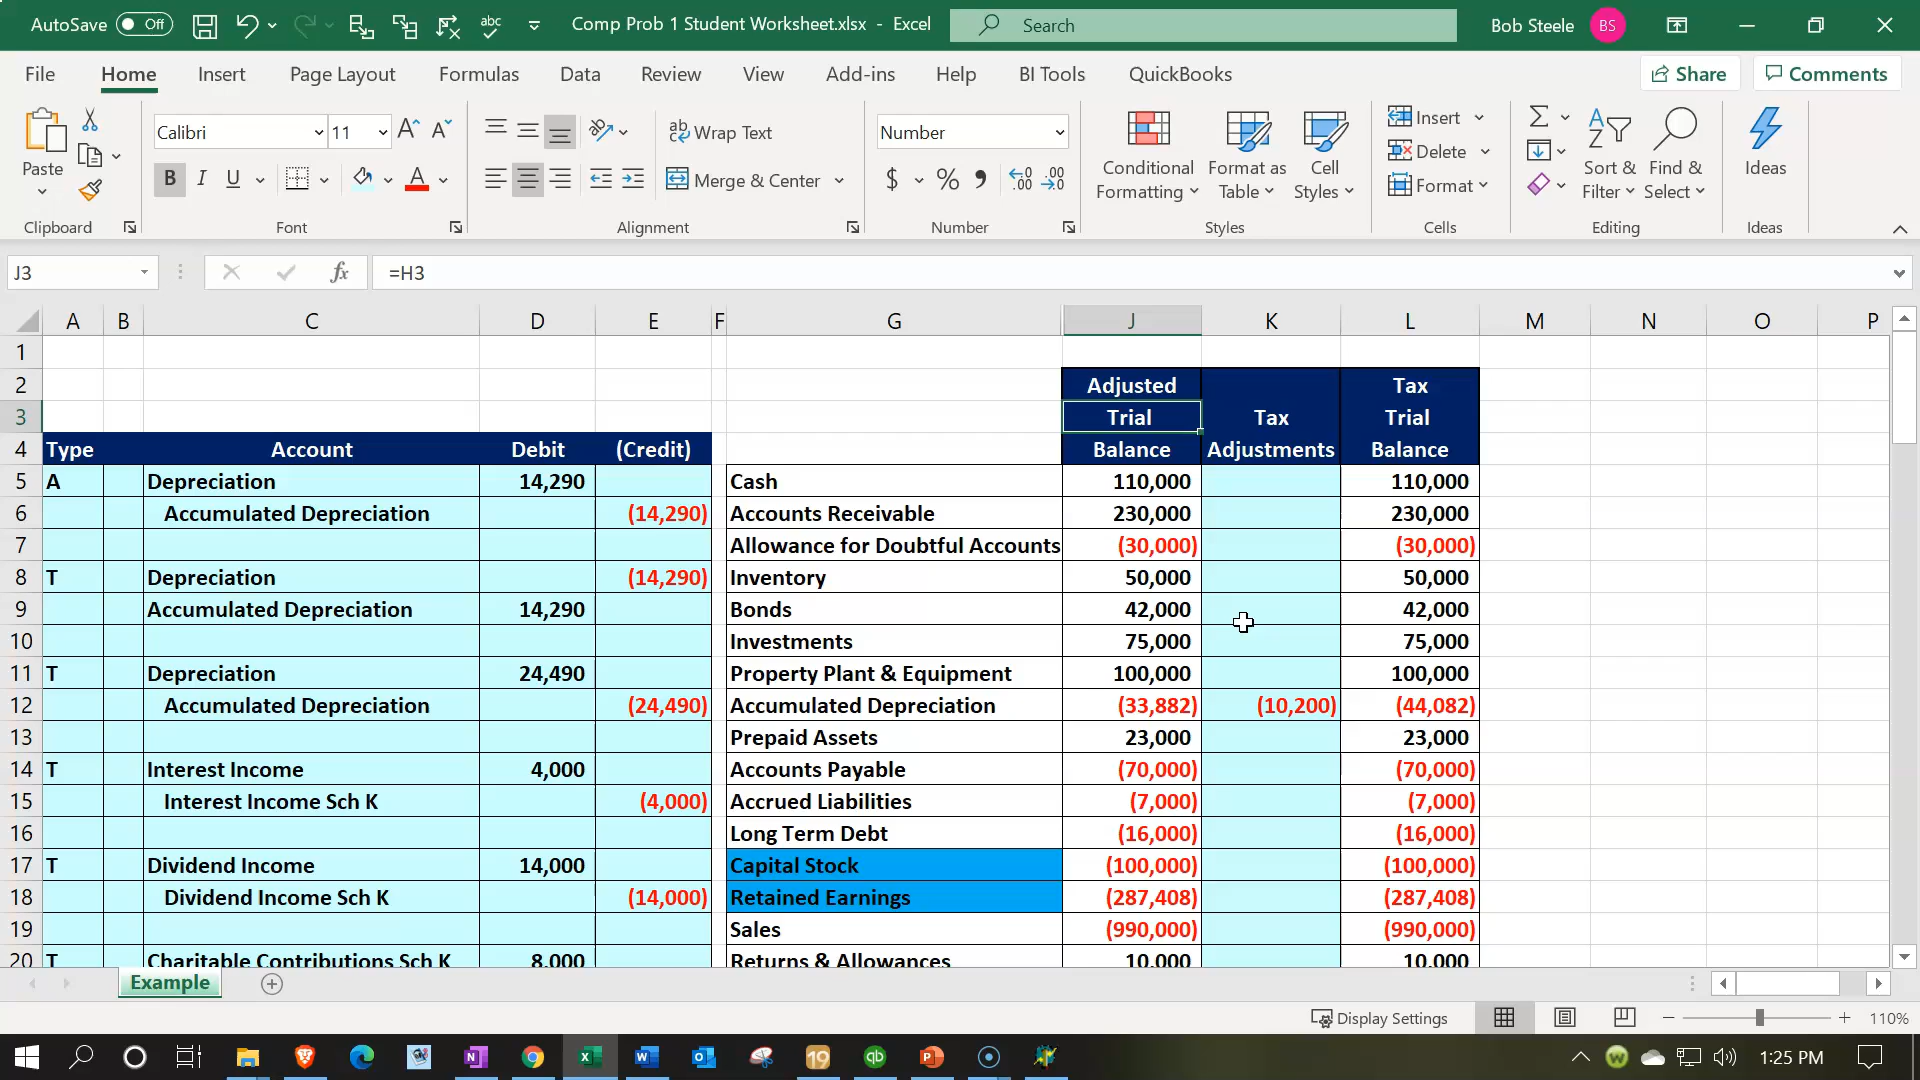 AutoSave Off Comp Prob 1 Student Worksheet.xlsx - Excel Search Bob Steele BS
File Home Insert Page Layout Formulas Data Review View Add-ins Help BI Tools QuickBooks Share Comments
Paste Calibri 11 ab Wrap Text Number Conditional Formatting Format as Table Cell Styles Insert Sort & Filter Find & Select Ideas
B I U A Merge & Center $ % Delete
Format
Clipboard Font Alignment Number Styles Cells Editing Ideas
J3 fx =H3
A B C D E F G J K L M N O P
1
2 Adjusted Tax
3 Trial Tax Trial
4 Type Account Debit (Credit) Balance Adjustments Balance
5 A Depreciation 14,290 Cash 110,000 110,000
6 Accumulated Depreciation (14,290) Accounts Receivable 230,000 230,000
7 Allowance for Doubtful Accounts (30,000) (30,000)
8 T Depreciation (14,290) Inventory 50,000 50,000
9 Accumulated Depreciation 14,290 Bonds 42,000 42,000
10 Investments 75,000 75,000
11 T Depreciation 24,490 Property Plant & Equipment 100,000 100,000
12 Accumulated Depreciation (24,490) Accumulated Depreciation (33,882) (10,200) (44,082)
13 Prepaid Assets 23,000 23,000
14 T Interest Income 4,000 Accounts Payable (70,000) (70,000)
15 Interest Income Sch K (4,000) Accrued Liabilities (7,000) (7,000)
16 Long Term Debt (16,000) (16,000)
17 T Dividend Income 14,000 Capital Stock (100,000) (100,000)
18 Dividend Income Sch K (14,000) Retained Earnings (287,408) (287,408)
19 Sales (990,000) (990,000)
20 T Charitable Contributions Sch K 8,000 Returns & Allowances 10,000 10,000
Example
Display Settings 110%
1:25 PM